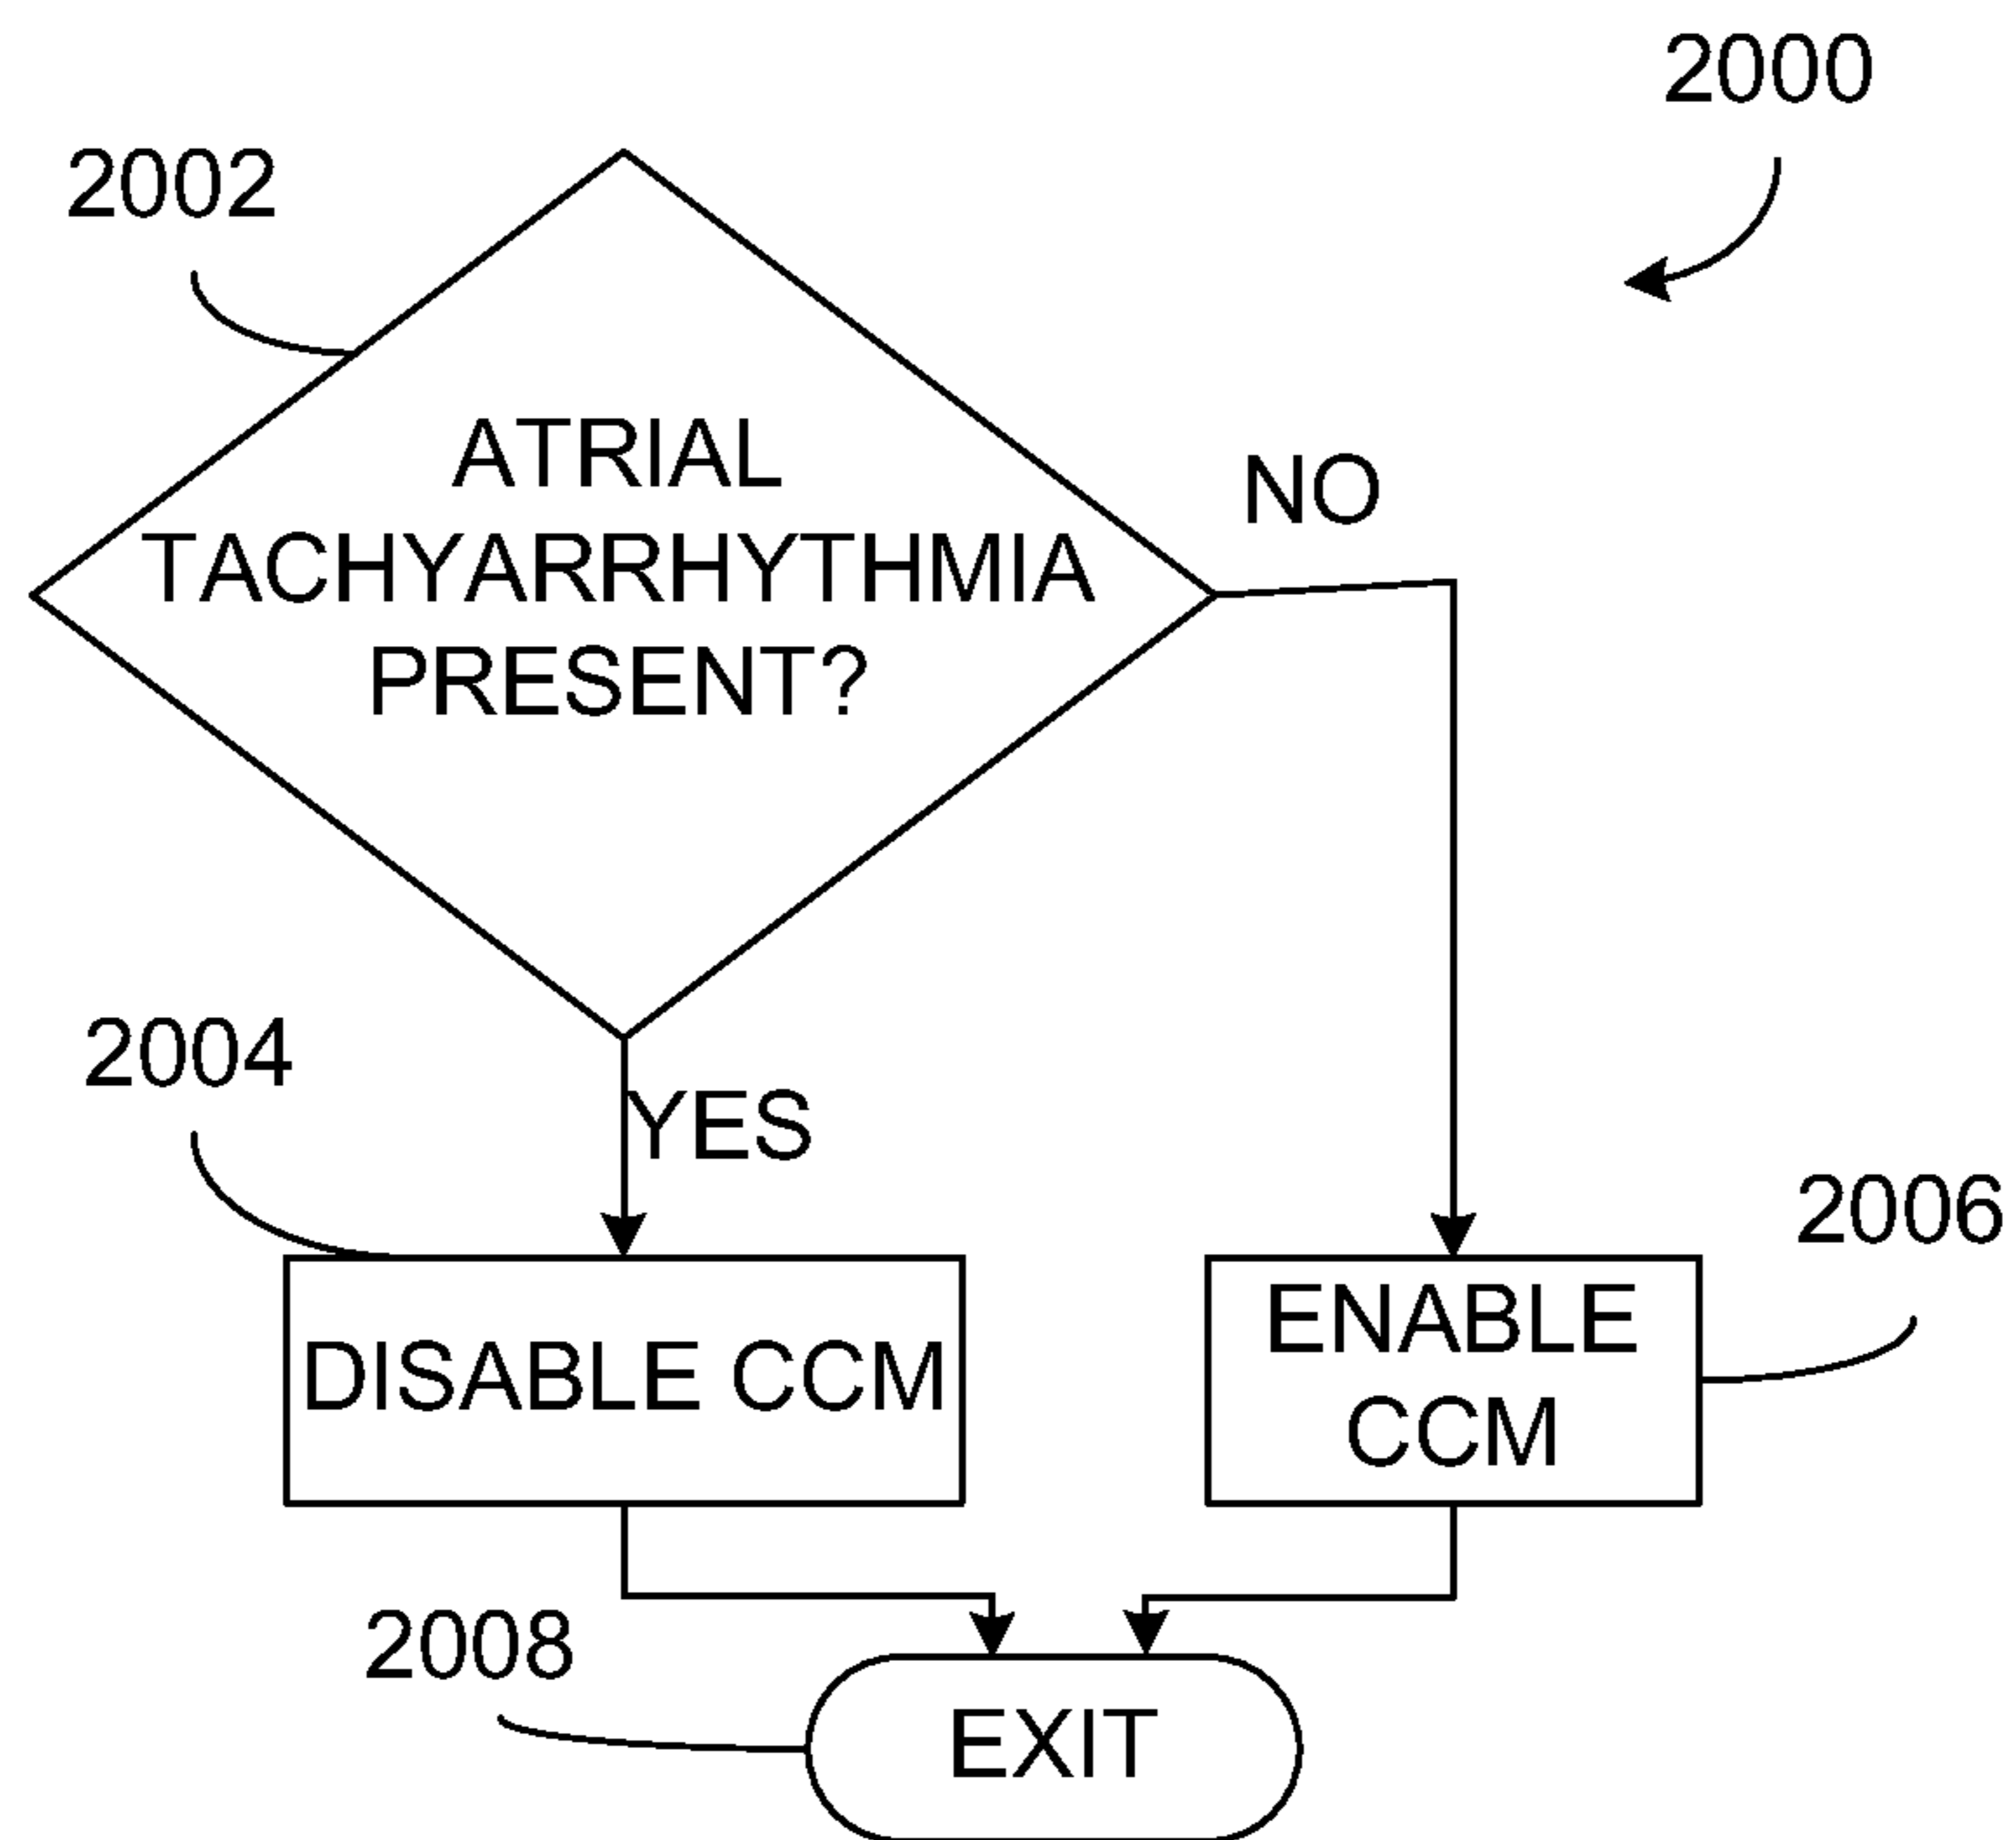 2000
2002
ATRIAL
TACHYARRHYTHMIA
PRESENT?
NO
2004
YES
2006
DISABLE CCM
ENABLE
CCM
2008
EXIT